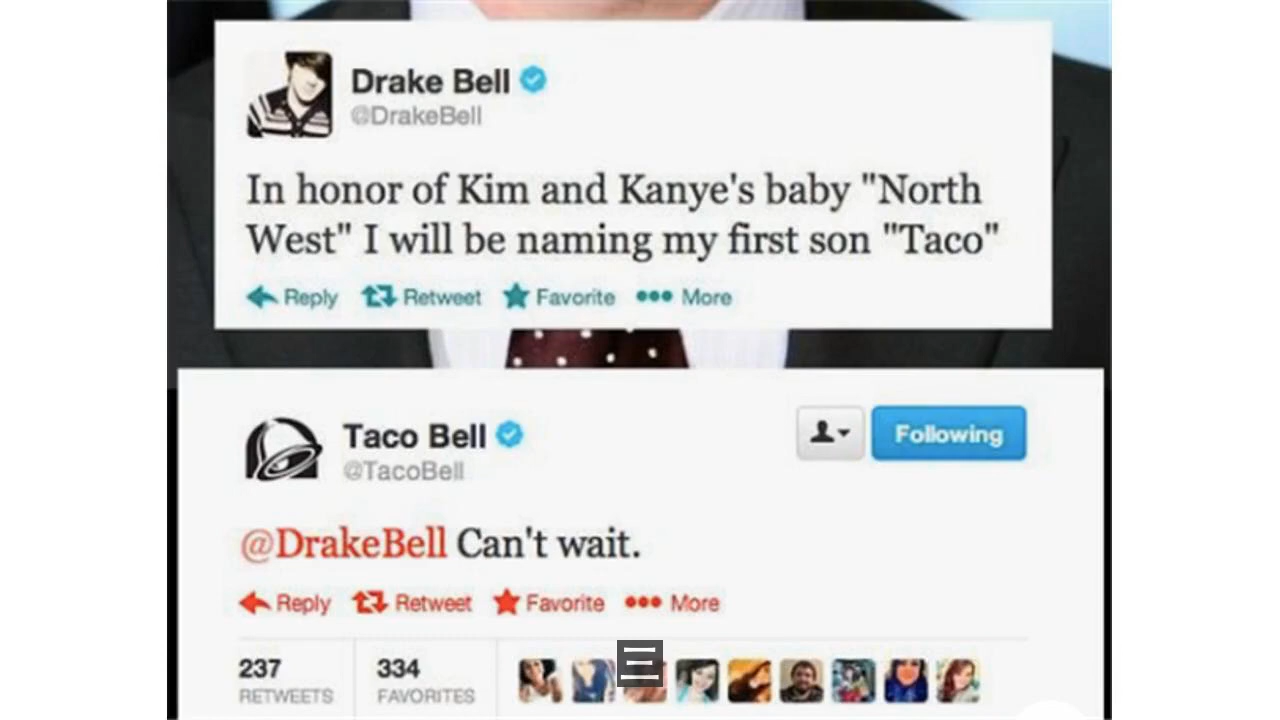 Drake Bell
@DrakeBell
In honor of Kim and Kanye's baby "North
West" I will be naming my first son "Taco"
Reply Retweet Favorite ••• More
Taco Bell
@TacoBell
Following
@DrakeBell Can't wait.
Reply Retweet Favorite ••• More
237 334
RETWEETS FAVORITES
三